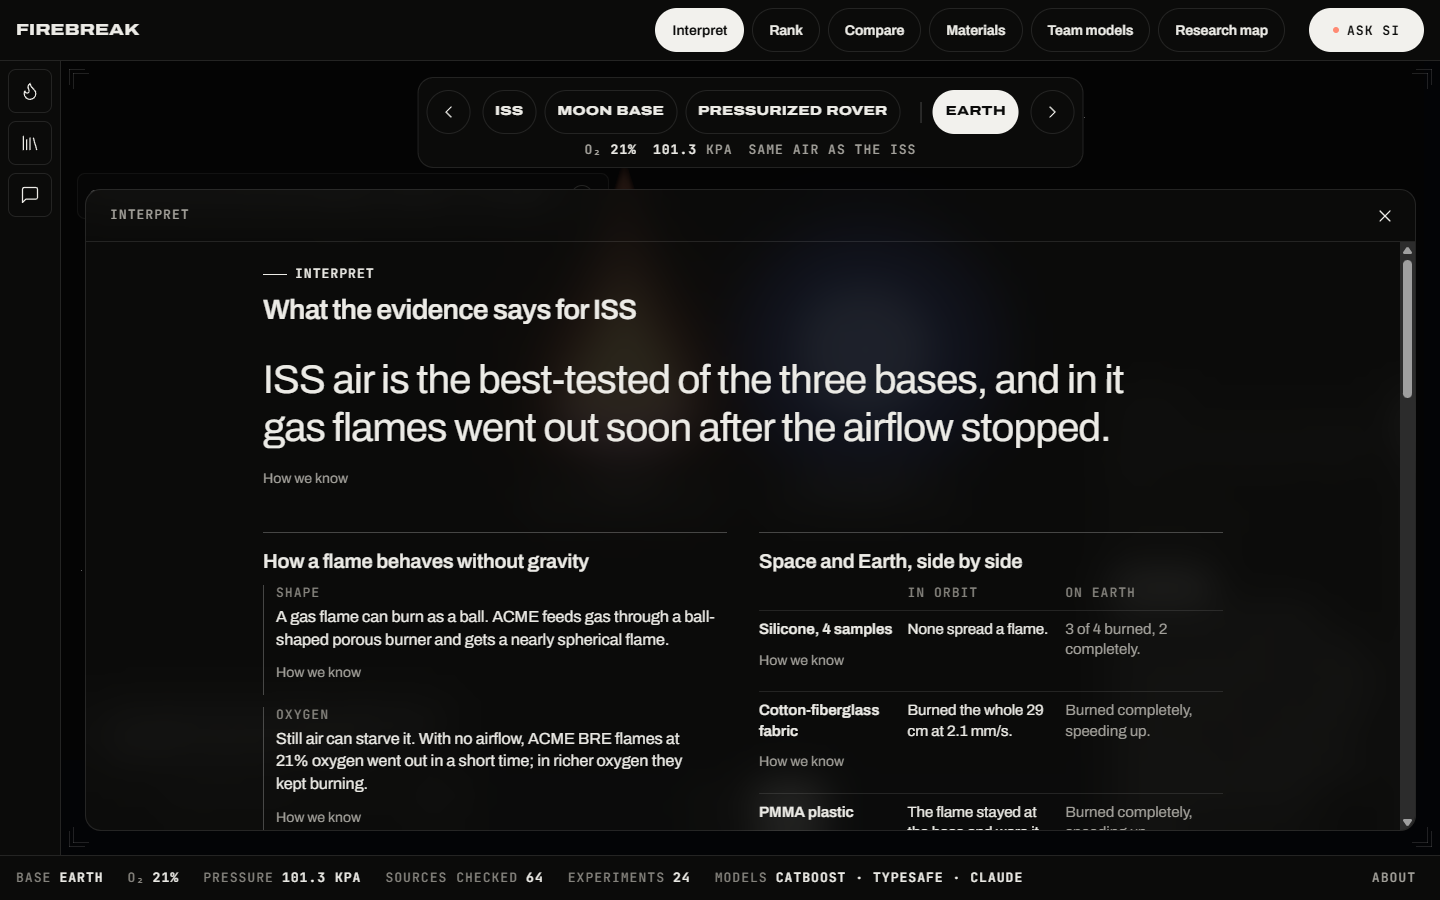 FIREBREAK
Interpret
Rank
Compare
Materials
Team models
Research map
ASK SI
ISS
MOON BASE
PRESSURIZED ROVER
EARTH
O₂ 21% 101.3 KPA SAME AIR AS THE ISS
INTERPRET
INTERPRET
What the evidence says for ISS
ISS air is the best-tested of the three bases, and in it
gas flames went out soon after the airflow stopped.
How we know
How a flame behaves without gravity
SHAPE
A gas flame can burn as a ball. ACME feeds gas through a ball-
shaped porous burner and gets a nearly spherical flame.
How we know
OXYGEN
Still air can starve it. With no airflow, ACME BRE flames at
21% oxygen went out in a short time; in richer oxygen they
kept burning.
How we know
Space and Earth, side by side
IN ORBIT ON EARTH
Silicone, 4 samples None spread a flame. 3 of 4 burned, 2
completely.
How we know
Cotton-fiberglass Burned the whole 29 Burned completely,
fabric cm at 2.1 mm/s. speeding up.
How we know
PMMA plastic The flame stayed at Burned completely,
BASE EARTH O₂ 21% PRESSURE 101.3 KPA SOURCES CHECKED 64 EXPERIMENTS 24 MODELS CATBOOST · TYPESAFE · CLAUDE ABOUT